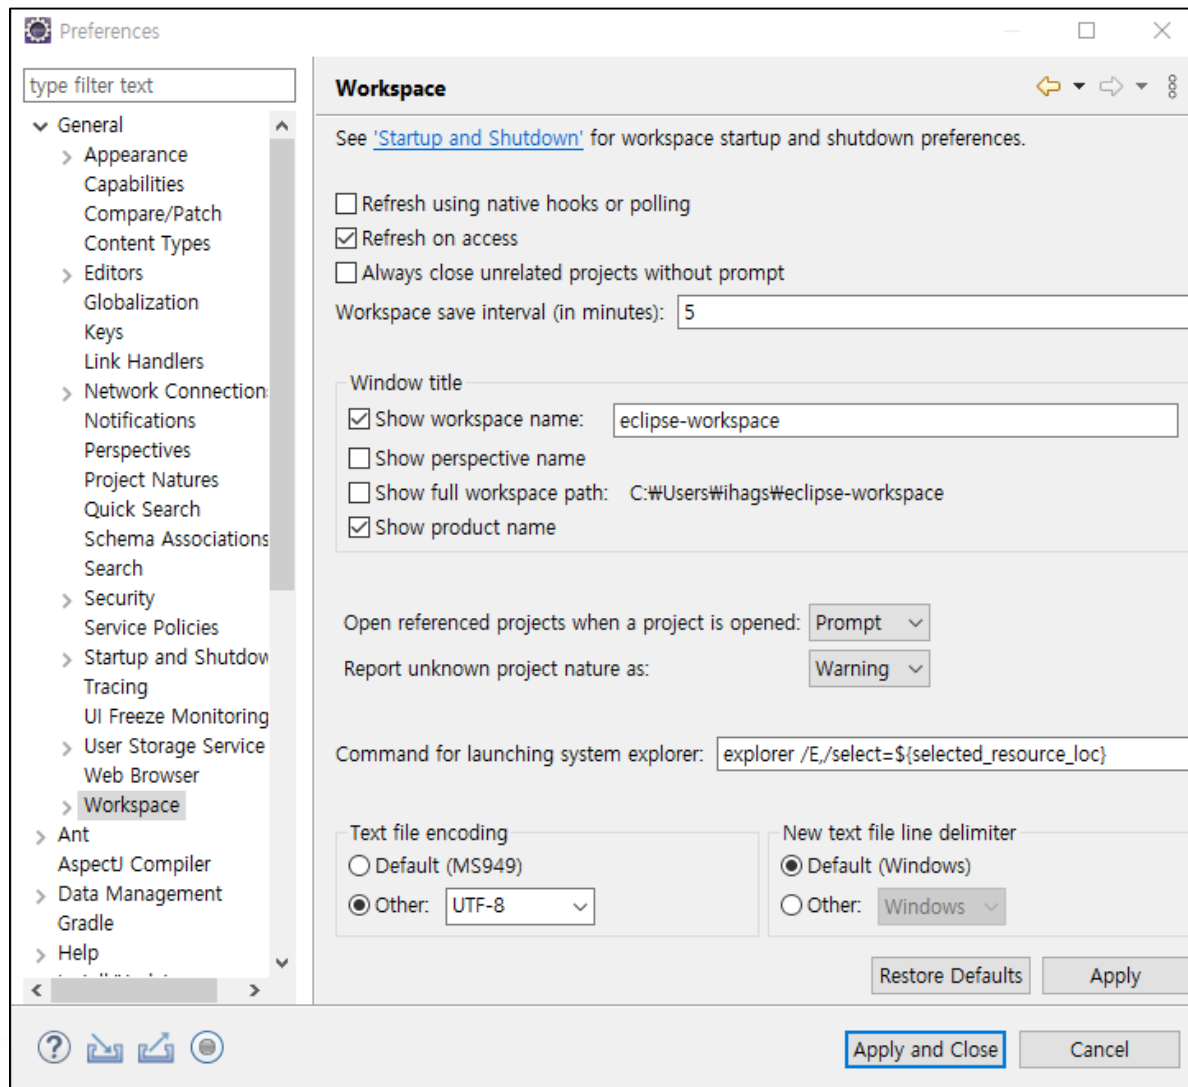 Preferences
type filter text
General
Appearance
Capabilities
Compare/Patch
Content Types
Editors
Globalization
Keys
Link Handlers
Network Connection
Notifications
Perspectives
Project Natures
Quick Search
Schema Associations
Search
Security
Service Policies
Startup and Shutdow
Tracing
UI Freeze Monitoring
User Storage Service
Web Browser
Workspace
Ant
AspectJ Compiler
Data Management
Gradle
Help
Workspace
See 'Startup and Shutdown' for workspace startup and shutdown preferences.
Refresh using native hooks or polling
Refresh on access
Always close unrelated projects without prompt
Workspace save interval (in minutes): 5
Window title
Show workspace name: eclipse-workspace
Show perspective name
Show full workspace path: C:₩Users₩ihags₩eclipse-workspace
Show product name
Open referenced projects when a project is opened: Prompt
Report unknown project nature as: Warning
Command for launching system explorer: explorer /E,/select=${selected_resource_loc}
Text file encoding
Default (MS949)
Other: UTF-8
New text file line delimiter
Default (Windows)
Other: Windows
Restore Defaults Apply
? Apply and Close Cancel